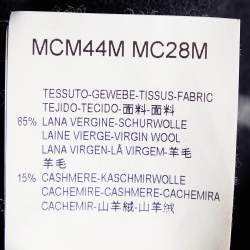 MCM44M MC28M
TESSUTO-GEWEBE-TISSUS-FABRIC
TEJIDO-TECIDO-面料-面料
85% LANA VERGINE-SCHURWOLLE
LAINE VIERGE-VIRGIN WOOL
LANA VIRGEN-LÃ VIRGEM-羊毛
羊毛
15% CASHMERE-KASCHMIRWOLLE
CACHEMIRE-CASHMERE-CACHEMIRA
CACHEMIR-山羊絨-山羊绒